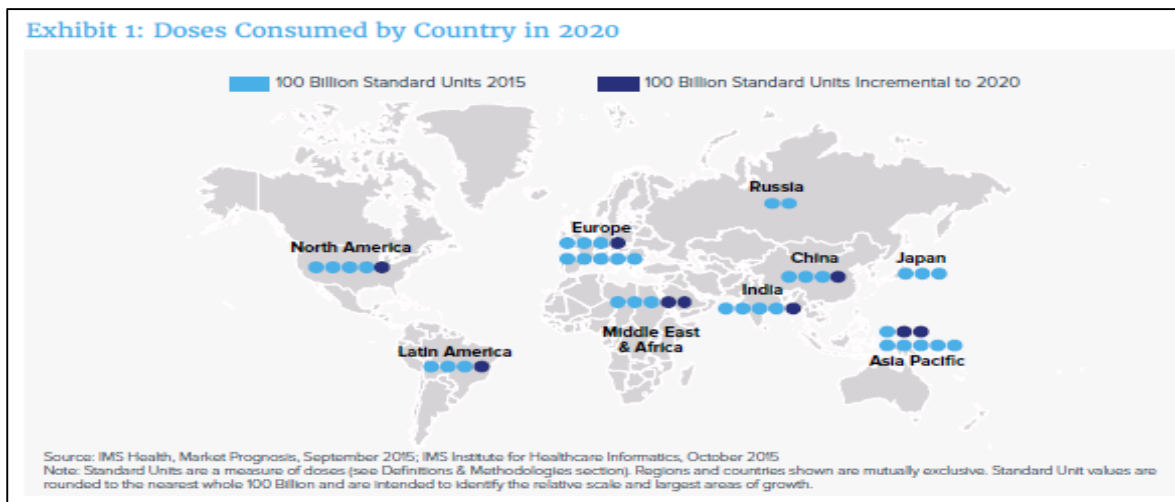 Exhibit 1: Doses Consumed by Country in 2020
100 Billion Standard Units 2015
100 Billion Standard Units Incremental to 2020
Russia
Europe
North America
China
Japan
India
Middle East
& Africa
Latin America
Asia Pacific
Source: IMS Health, Market Prognosis, September 2015; IMS Institute for Healthcare Informatics, October 2015
Note: Standard Units are a measure of doses (see Definitions & Methodologies section). Regions and countries shown are mutually exclusive. Standard Unit values are
rounded to the nearest whole 100 Billion and are intended to identify the relative scale and largest areas of growth.